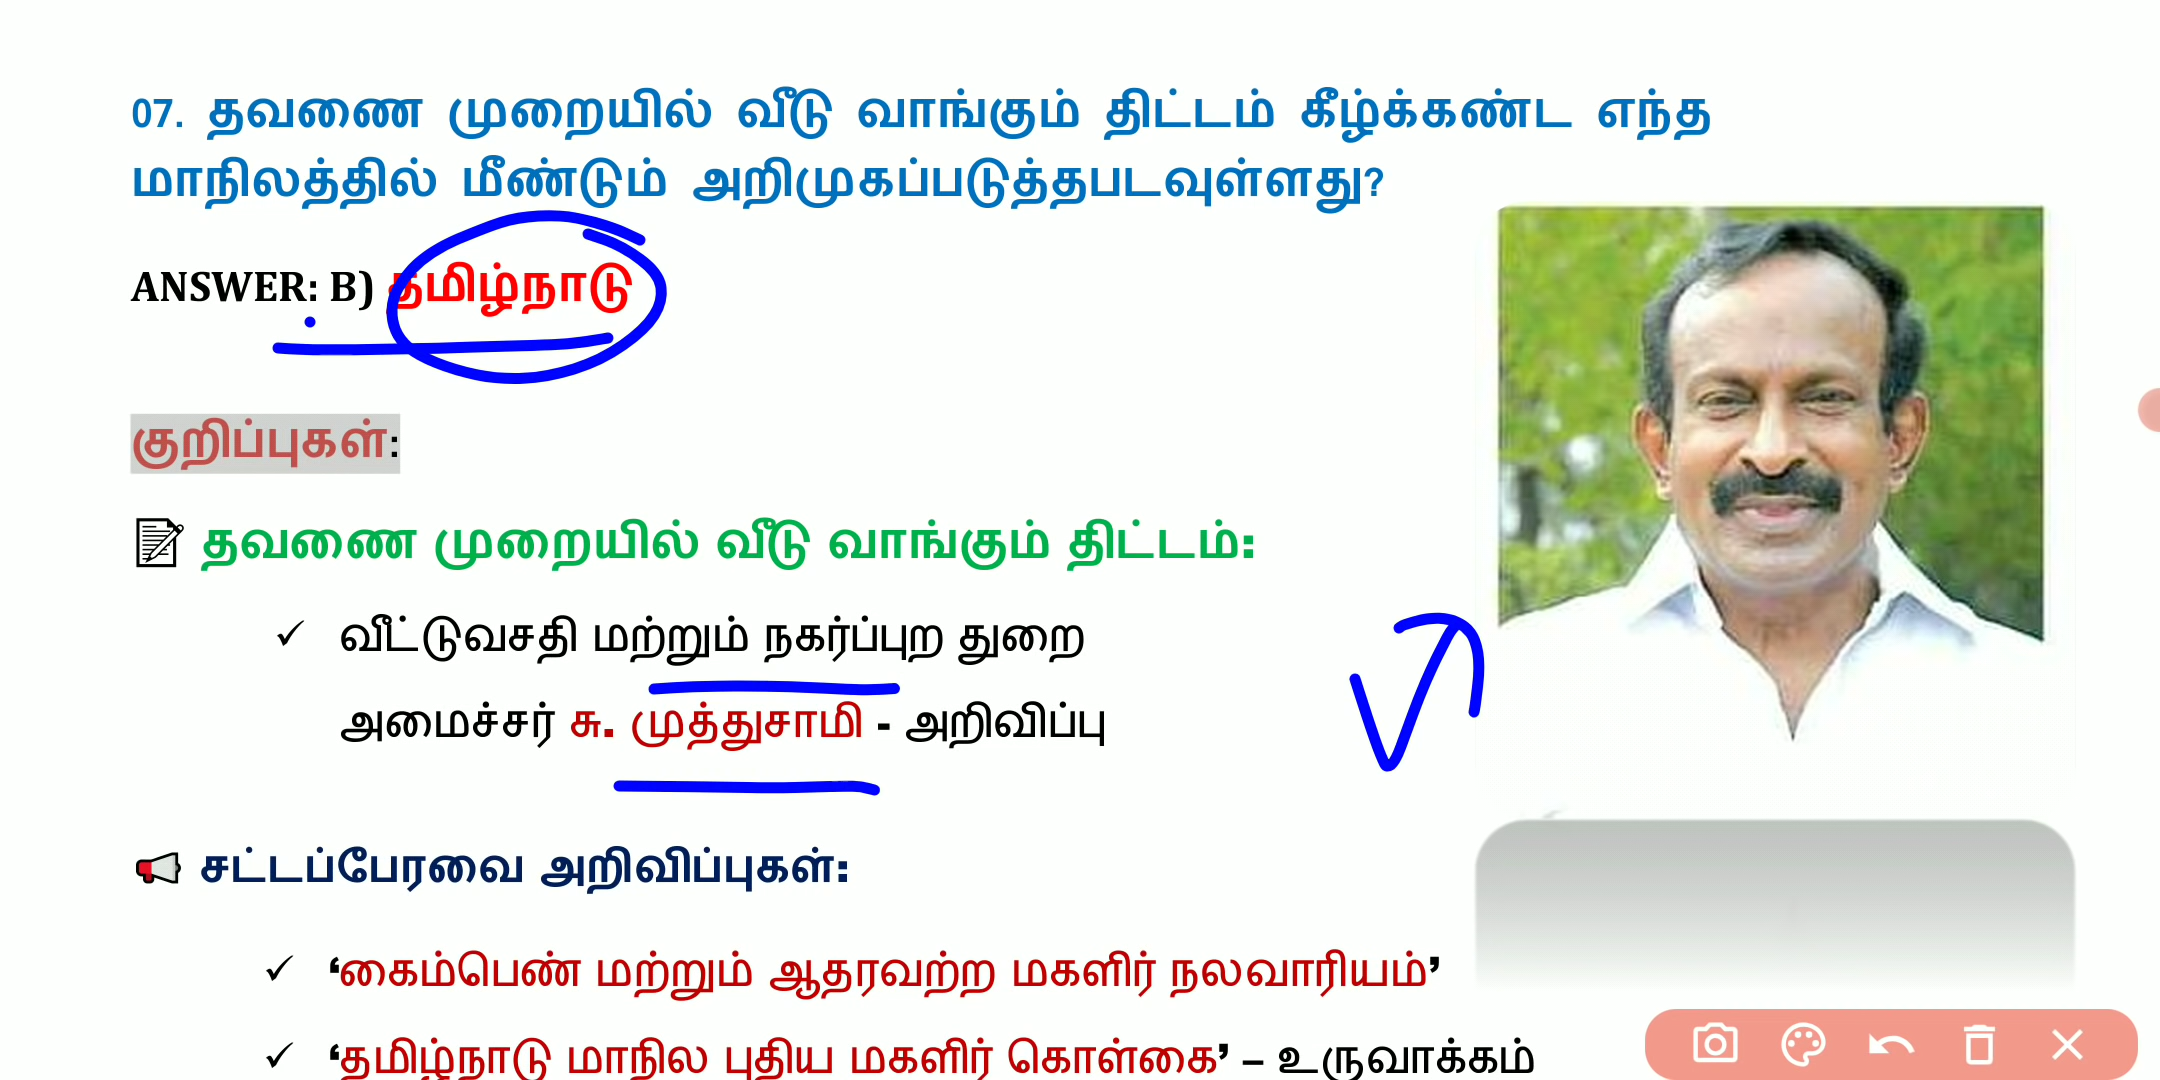 07. தவணை முறையில் வீடு வாங்கும் திட்டம் கீழ்க்கண்ட எந்த
மாநிலத்தில் மீண்டும் அறிமுகப்படுத்தபடவுள்ளது?
ANSWER: B) தமிழ்நாடு
குறிப்புகள்:
தவணை முறையில் வீடு வாங்கும் திட்டம்:
✓ வீட்டுவசதி மற்றும் நகர்ப்புற துறை
அமைச்சர் சு. முத்துசாமி - அறிவிப்பு
சட்டப்பேரவை அறிவிப்புகள்:
✓ ‘கைம்பெண் மற்றும் ஆதரவற்ற மகளிர் நலவாரியம்’
✓ ‘தமிழ்நாடு மாநில புதிய மகளிர் கொள்கை’ – உருவாக்கம்